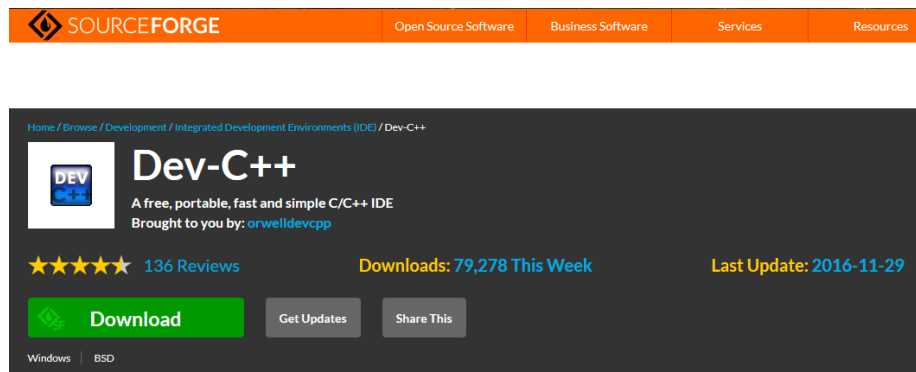 SOURCEFORGE
Open Source Software
Business Software
Services
Resources
Home / Browse / Development / Integrated Development Environments (IDE) / Dev-C++
DEV
C++
Dev-C++
A free, portable, fast and simple C/C++ IDE
Brought to you by: orwelldevcpp
136 Reviews
Downloads: 79,278 This Week
Last Update: 2016-11-29
SF
Download
Get Updates
Share This
Windows
BSD